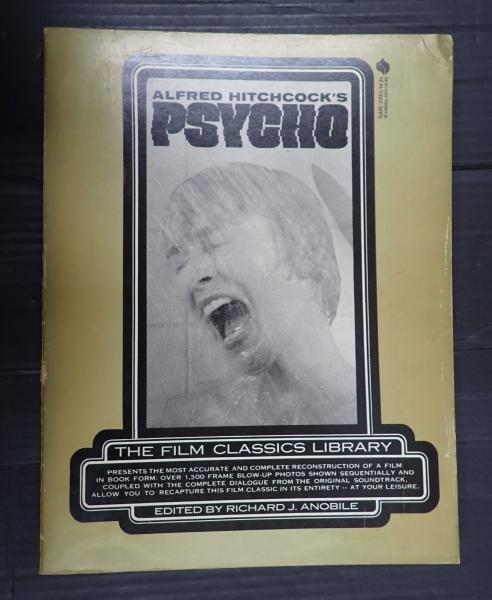 ALFRED HITCHCOCK'S
PSYCHO
THE FILM CLASSICS LIBRARY
PRESENTS THE MOST ACCURATE AND COMPLETE RECONSTRUCTION OF A FILM
IN BOOK FORM: OVER 1,300 FRAME BLOW-UP PHOTOS SHOWN SEQUENTIALLY AND
COUPLED WITH THE COMPLETE DIALOGUE FROM THE ORIGINAL SOUNDTRACK,
ALLOW YOU TO RECAPTURE THIS FILM CLASSIC IN ITS ENTIRETY -- AT YOUR LEISURE.
EDITED BY RICHARD J. ANOBILE